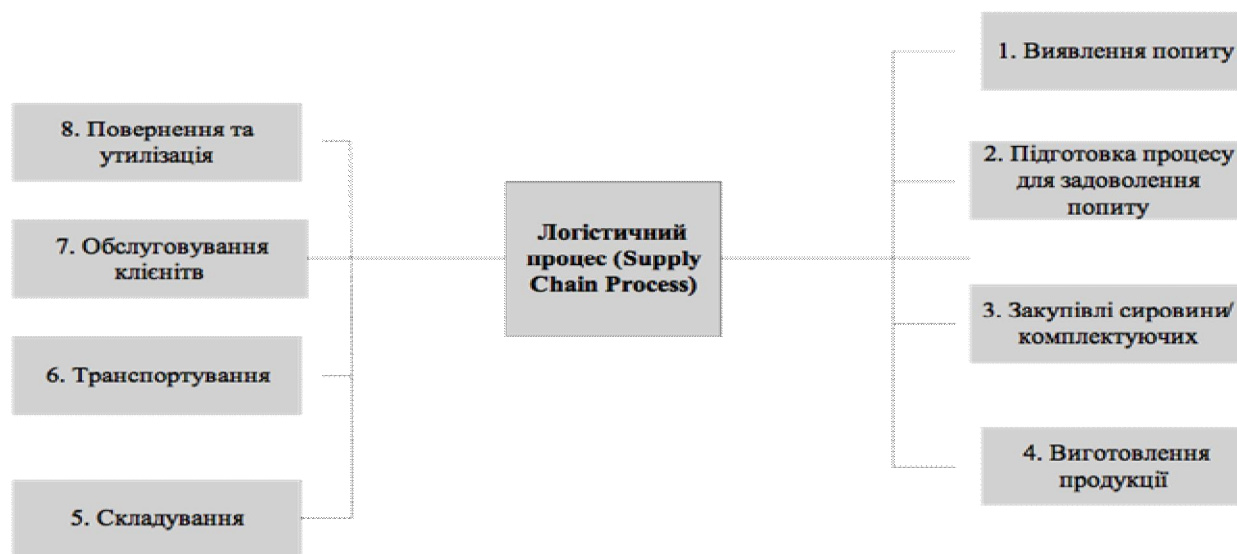 1. Виявлення попиту
2. Підготовка процесу
для задоволення
попиту
3. Закупівлі сировини/
комплектуючих
4. Виготовлення
продукції
Логістичний
процес (Supply
Chain Process)
8. Повернення та
утилізація
7. Обслуговування
клієнітв
6. Транспортування
5. Складування